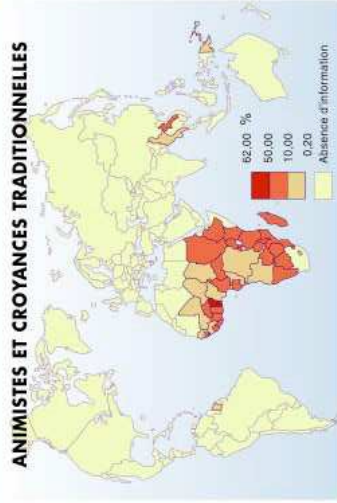 ANIMISTES ET CROYANCES TRADITIONNELLES
62,00 %
50,00
10,00
0,20
Absence d'information